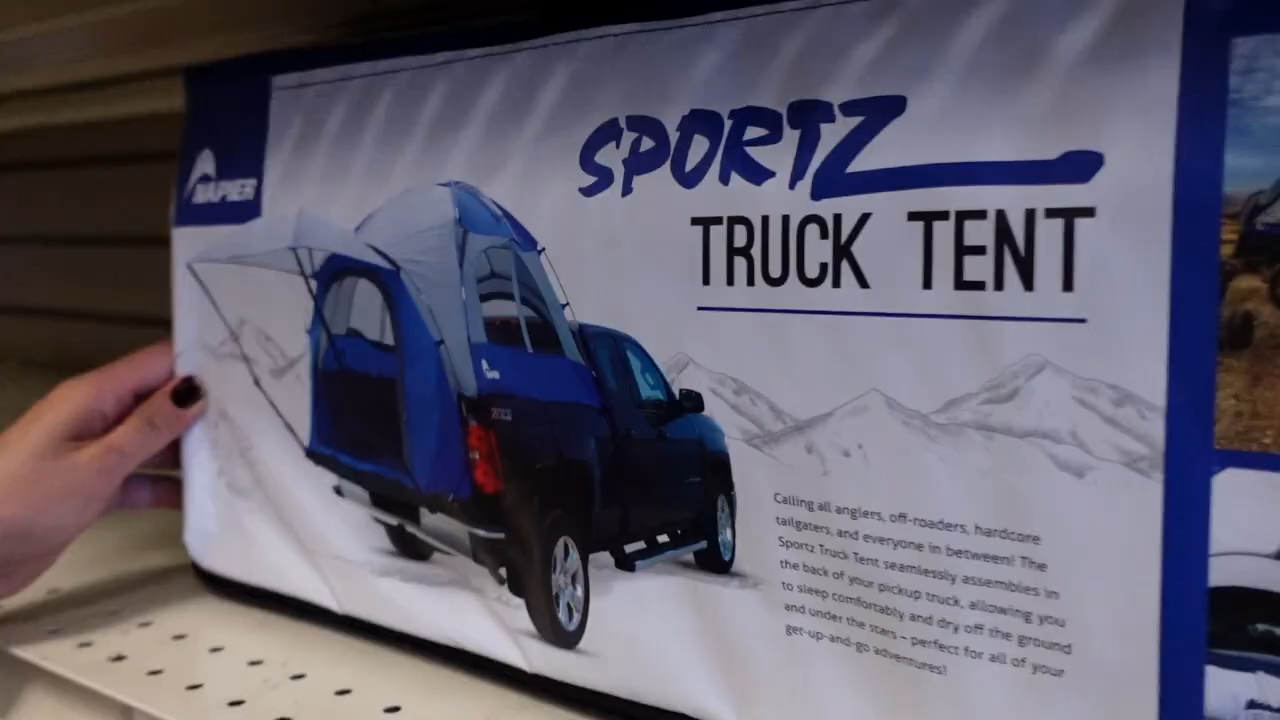 NAPIER
SPORTZ
TRUCK TENT
Calling all anglers, off-roaders, hardcore
tailgaters, and everyone in between! The
Sportz Truck Tent seamlessly assembles in
the back of your pickup truck, allowing you
to sleep comfortably and dry off the ground
and under the stars – perfect for all of your
get-up-and-go adventures!